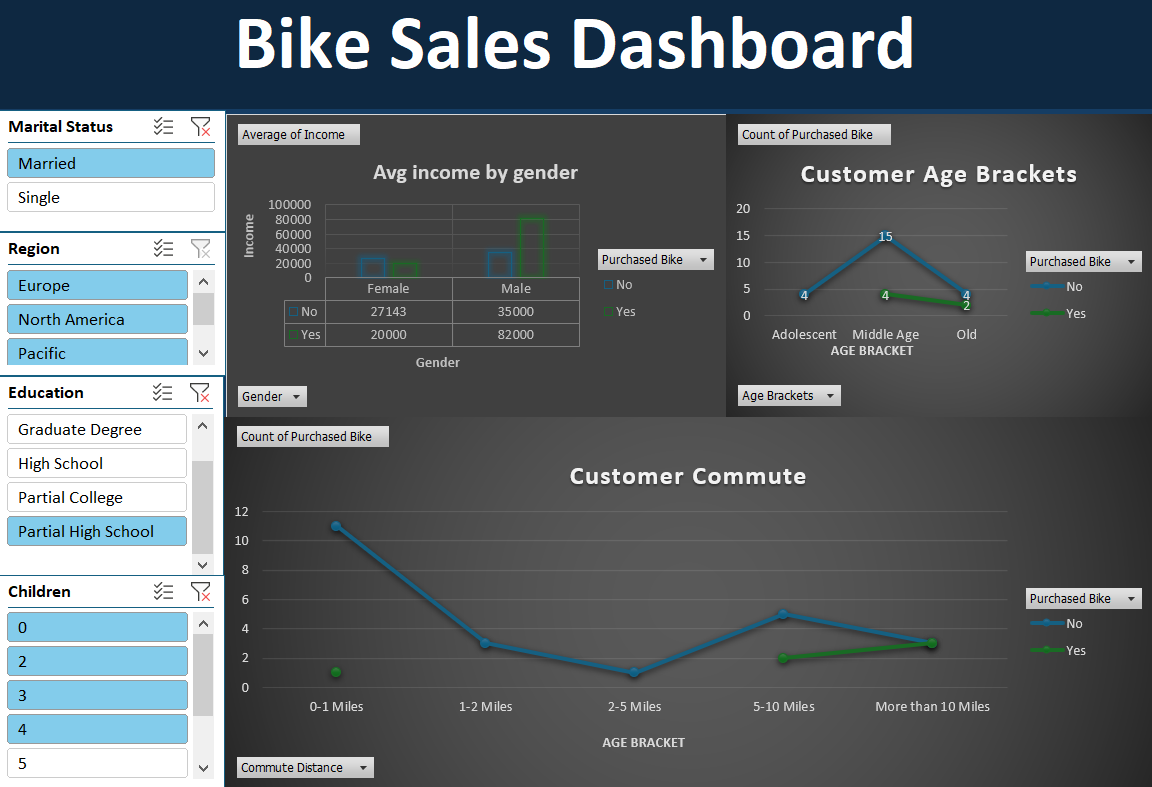 Bike Sales Dashboard
Marital Status
Married
Single
Region
Europe
North America
Pacific
Education
Graduate Degree
High School
Partial College
Partial High School
Children
0
2
3
4
5
Average of Income
Avg income by gender
Income
100000
80000
60000
40000
20000
0
Female Male
No 27143 35000
Yes 20000 82000
Gender
Purchased Bike
No
Yes
Gender
Count of Purchased Bike
Customer Age Brackets
20
15
10
5
0
15
4 4 4
2
Adolescent Middle Age Old
AGE BRACKET
Purchased Bike
No
Yes
Age Brackets
Count of Purchased Bike
Customer Commute
12
10
8
6
4
2
0
0-1 Miles 1-2 Miles 2-5 Miles 5-10 Miles More than 10 Miles
AGE BRACKET
Purchased Bike
No
Yes
Commute Distance